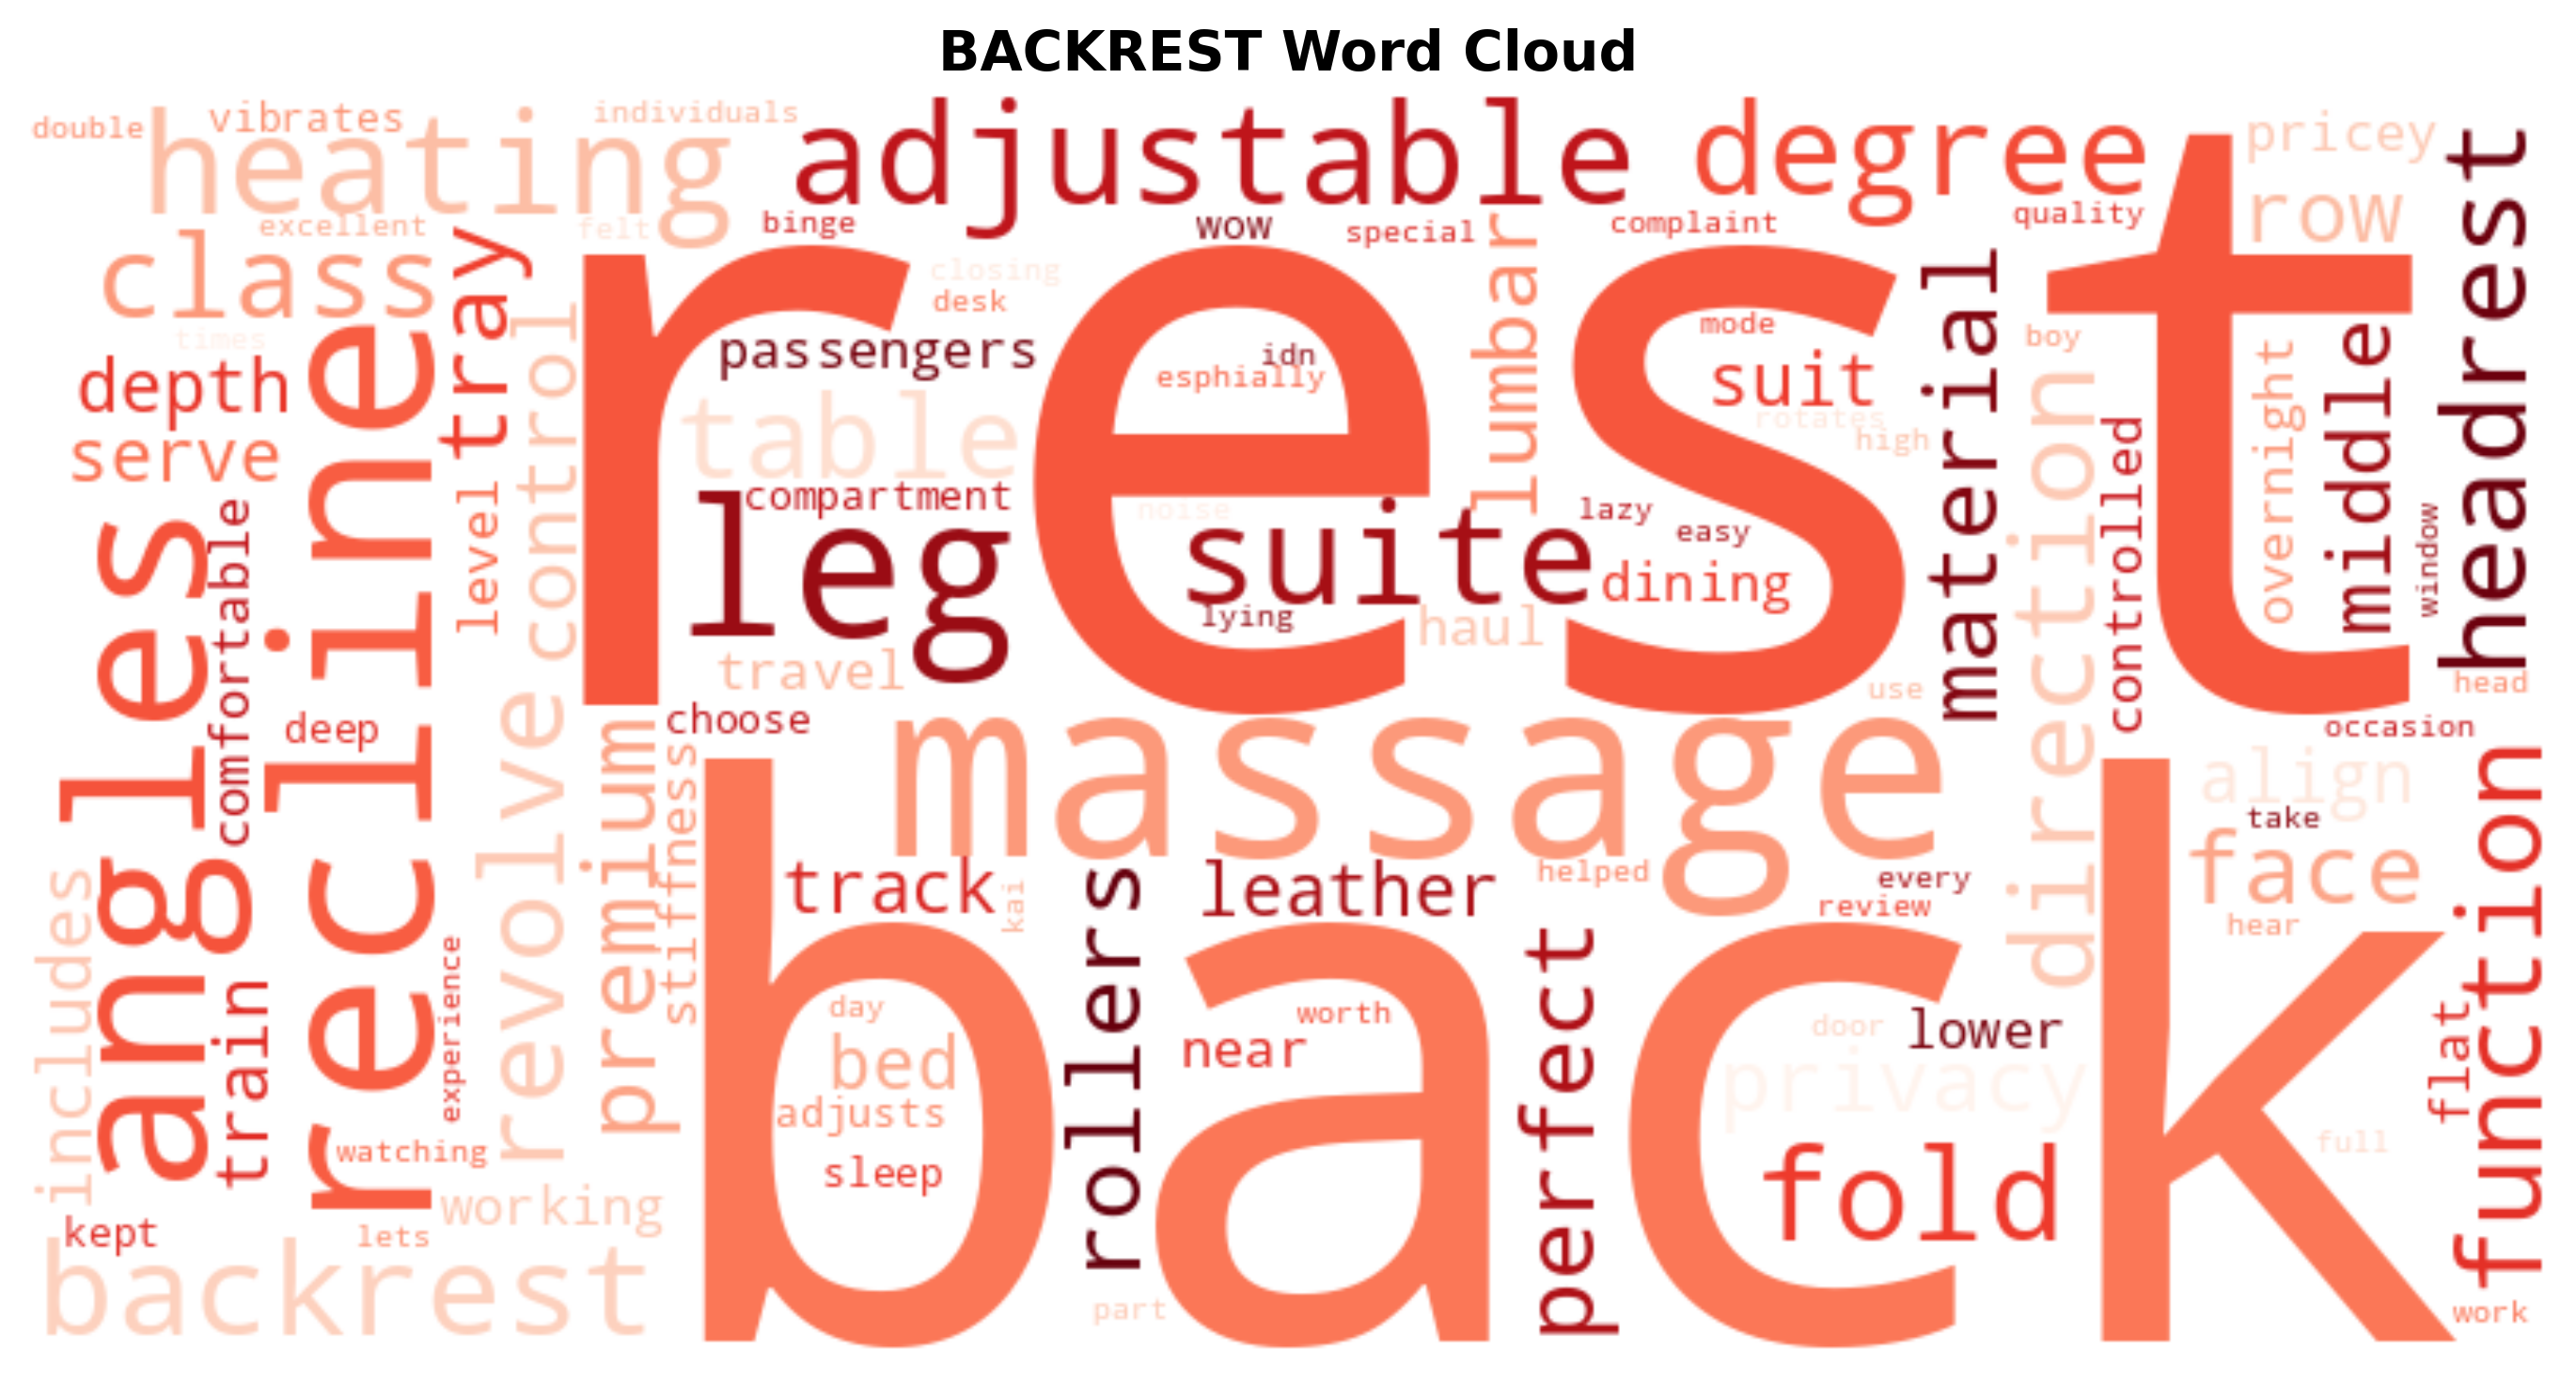 BACKREST Word Cloud
double
vibrates
individuals
heating
adjustable
degree
pricey
row
headrest
excellent
felt
binge
wow
special
complaint
quality
class
tray
closing
desk
lumbar
rest
material
times
depth
recliner
control
passengers
idn
esphially
mode
suit
boy
overnight
middle
serve
table
rotates
high
direction
controlled
comfortable
level
compartment
leg
noise
suite
lazy
easy
window
angles
dining
lying
haul
travel
use
head
deep
revolve
premium
choose
massage
occasion
stiffness
align
take
function
includes
track
kai
rollers
leather
helped
every
review
face
hear
back
train
experience
day
bed
worth
near
perfect
door
lower
privacy
flat
adjusts
watching
sleep
fold
full
kept
lets
working
backrest
part
work